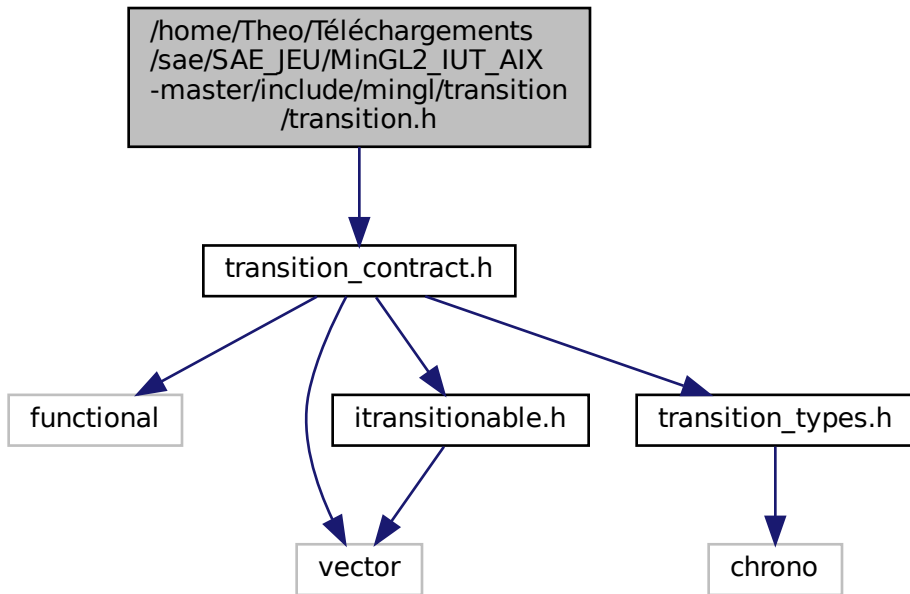 /home/Theo/Téléchargements
/sae/SAE_JEU/MinGL2_IUT_AIX
-master/include/mingl/transition
/transition.h
transition_contract.h
functional
itransitionable.h
transition_types.h
vector
chrono